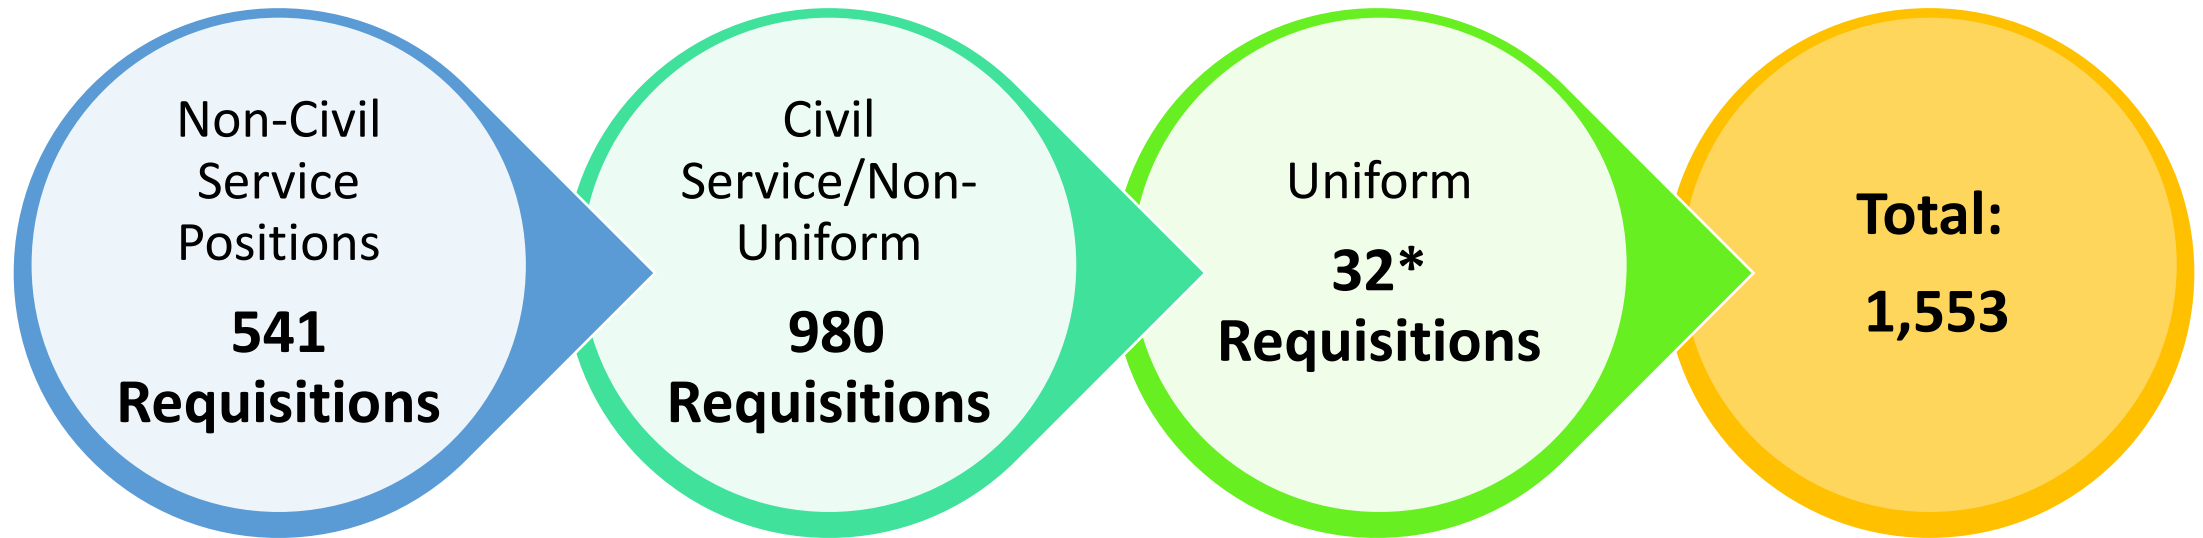 Non-Civil
Service
Positions
541
Requisitions
Civil
Service/Non-
Uniform
980
Requisitions
Uniform
32*
Requisitions
Total:
1,553